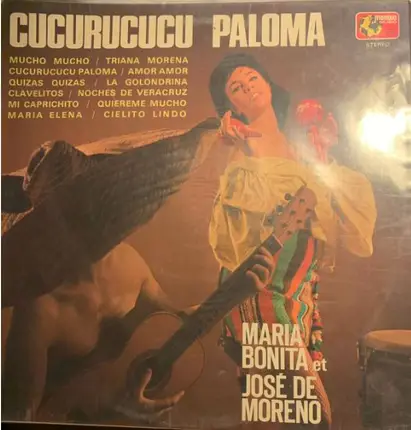 CUCURUCUCU PALOMA
STEREO
MUCHO MUCHO / TRIANA MORENA
CUCURUCUCU PALOMA / AMOR AMOR
QUIZAS QUIZAS / LA GOLONDRINA
CLAVELITOS / NOCHES DE VERACRUZ
MI CAPRICHITO / QUIEREME MUCHO
MARIA ELENA / CIELITO LINDO
MARIA
BONITA et
JOSÉ DE
MORENO